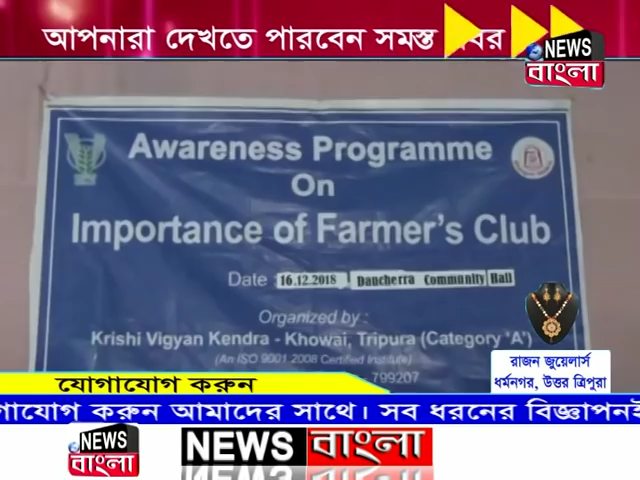 আপনারা দেখতে পারবেন সমস্ত
NEWS
বাংলা
Awareness Programme
On
Importance of Farmer's Club
Date : 16.12.2018 Dancherra Community Hall
Organized by :
Krishi Vigyan Kendra - Khowai, Tripura (Category 'A')
(An ISO 9001:2008 Certified Institute)
799207
রাজন জুয়েলার্স
ধর্মনগর, উত্তর ত্রিপুরা
যোগাযোগ করুন
করুন আমাদের সাথে। সব ধরনের
NEWS
বাংলা
NEWS বাংলা